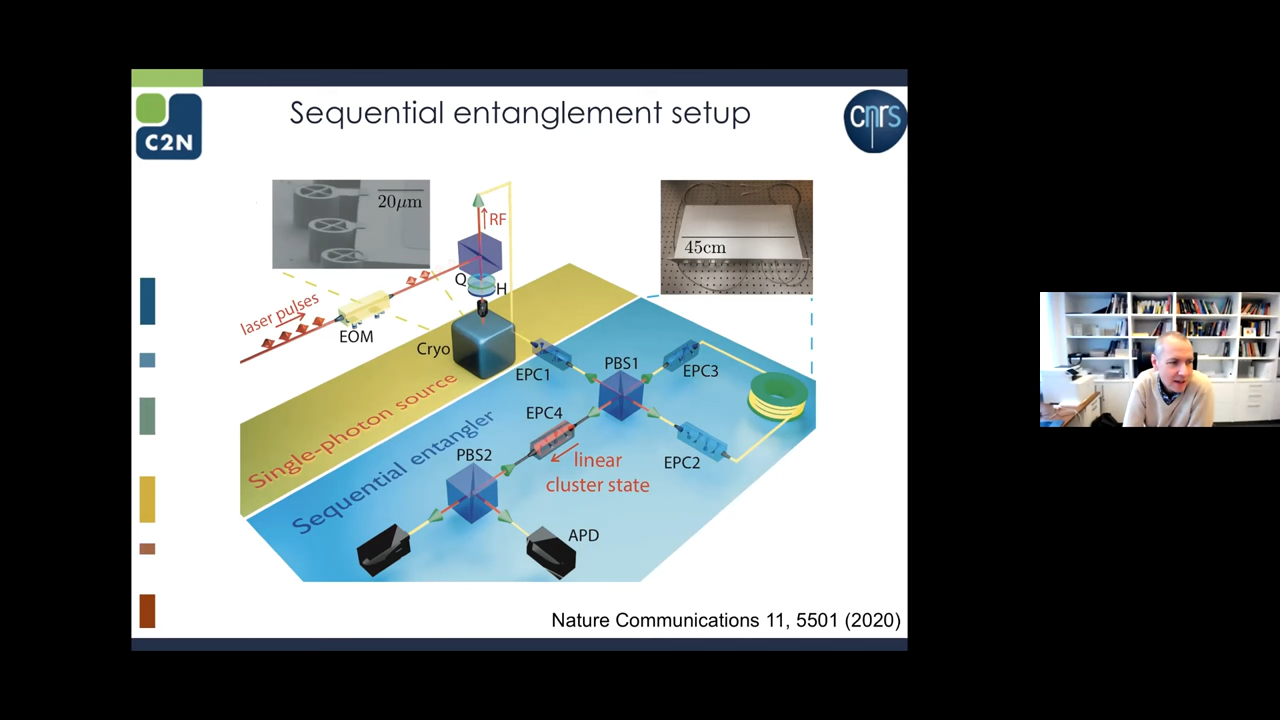 Sequential entanglement setup
C2N
cnrs
20µm
45cm
RF
Q
H
laser pulses
EOM
Cryo
Single-photon source
Sequential entangler
EPC1
PBS1
EPC3
EPC4
EPC2
linear
cluster state
PBS2
APD
Nature Communications 11, 5501 (2020)